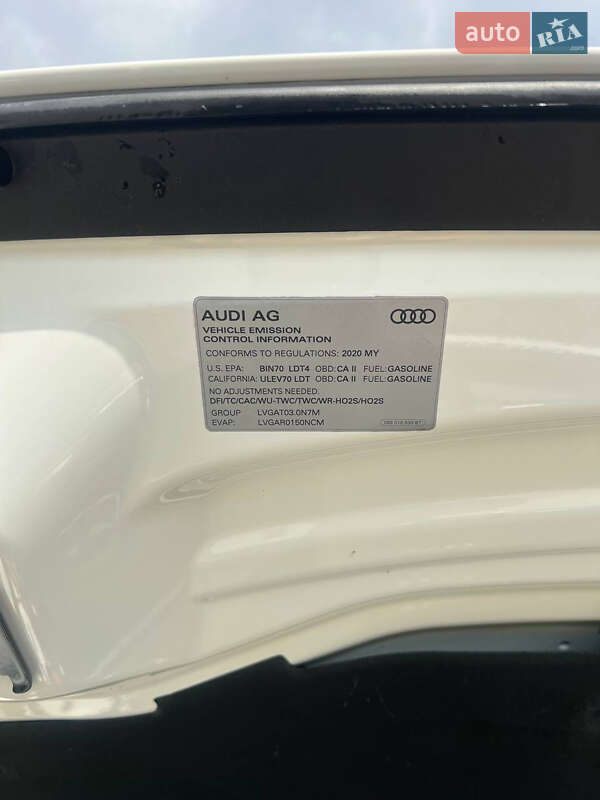 auto RIA .com
AUDI AG
VEHICLE EMISSION
CONTROL INFORMATION
CONFORMS TO REGULATIONS: 2020 MY
U.S. EPA: BIN70 LDT4 OBD: CA II FUEL: GASOLINE
CALIFORNIA: ULEV70 LDT OBD: CA II FUEL: GASOLINE
NO ADJUSTMENTS NEEDED.
DFI/TC/CAC/WU-TWC/TWC/WR-HO2S/HO2S
GROUP LVGAT03.0N7M
EVAP: LVGAR0150NCM